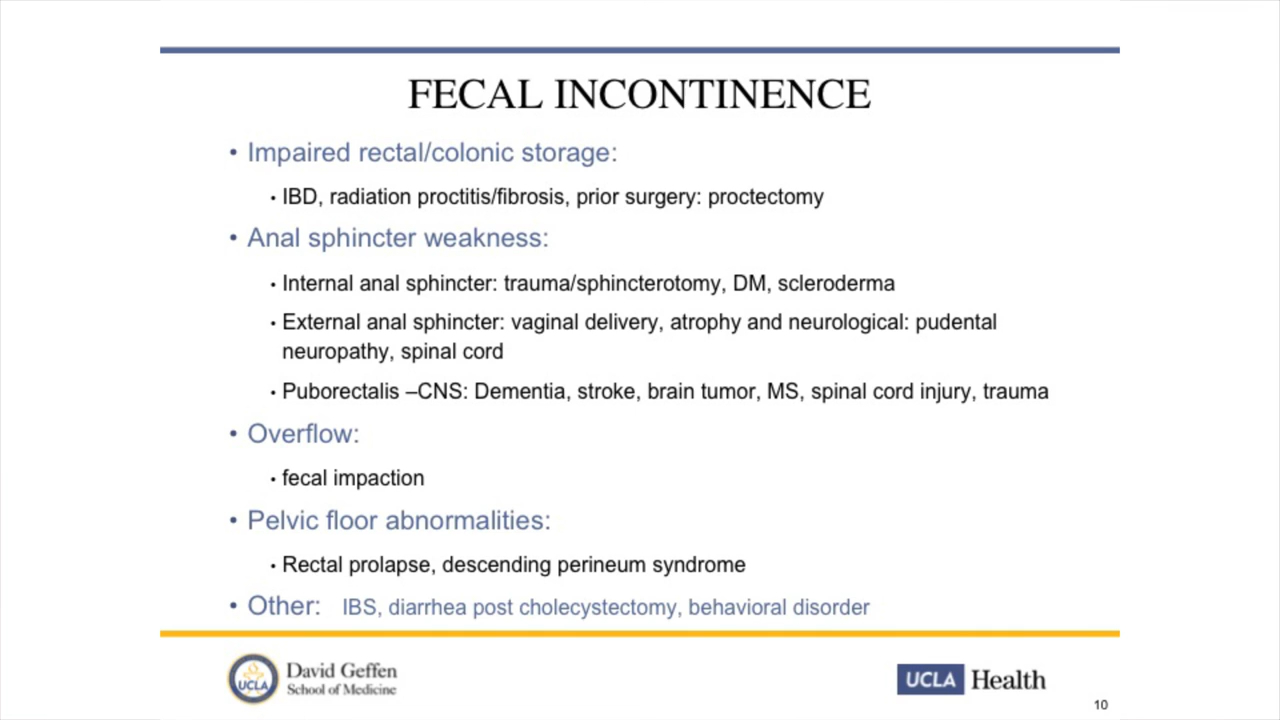 FECAL INCONTINENCE
• Impaired rectal/colonic storage:
• IBD, radiation proctitis/fibrosis, prior surgery: proctectomy
• Anal sphincter weakness:
• Internal anal sphincter: trauma/sphincterotomy, DM, scleroderma
• External anal sphincter: vaginal delivery, atrophy and neurological: pudental
neuropathy, spinal cord
• Puborectalis –CNS: Dementia, stroke, brain tumor, MS, spinal cord injury, trauma
• Overflow:
• fecal impaction
• Pelvic floor abnormalities:
• Rectal prolapse, descending perineum syndrome
• Other: IBS, diarrhea post cholecystectomy, behavioral disorder
UCLA
David Geffen
School of Medicine
UCLA Health
10